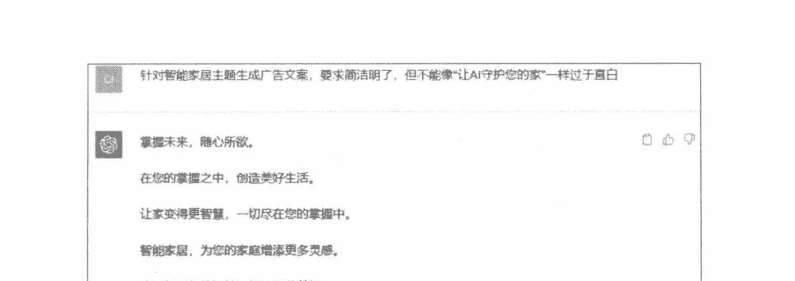 针对智能家居主题生成广告文案，要求简洁明了，但不能像“让AI守护您的家”一样过于直白
掌握未来，随心所欲。
在您的掌握之中，创造美好生活。
让家变得更智慧，一切尽在您的掌握中。
智能家居，为您的家庭增添更多灵感。